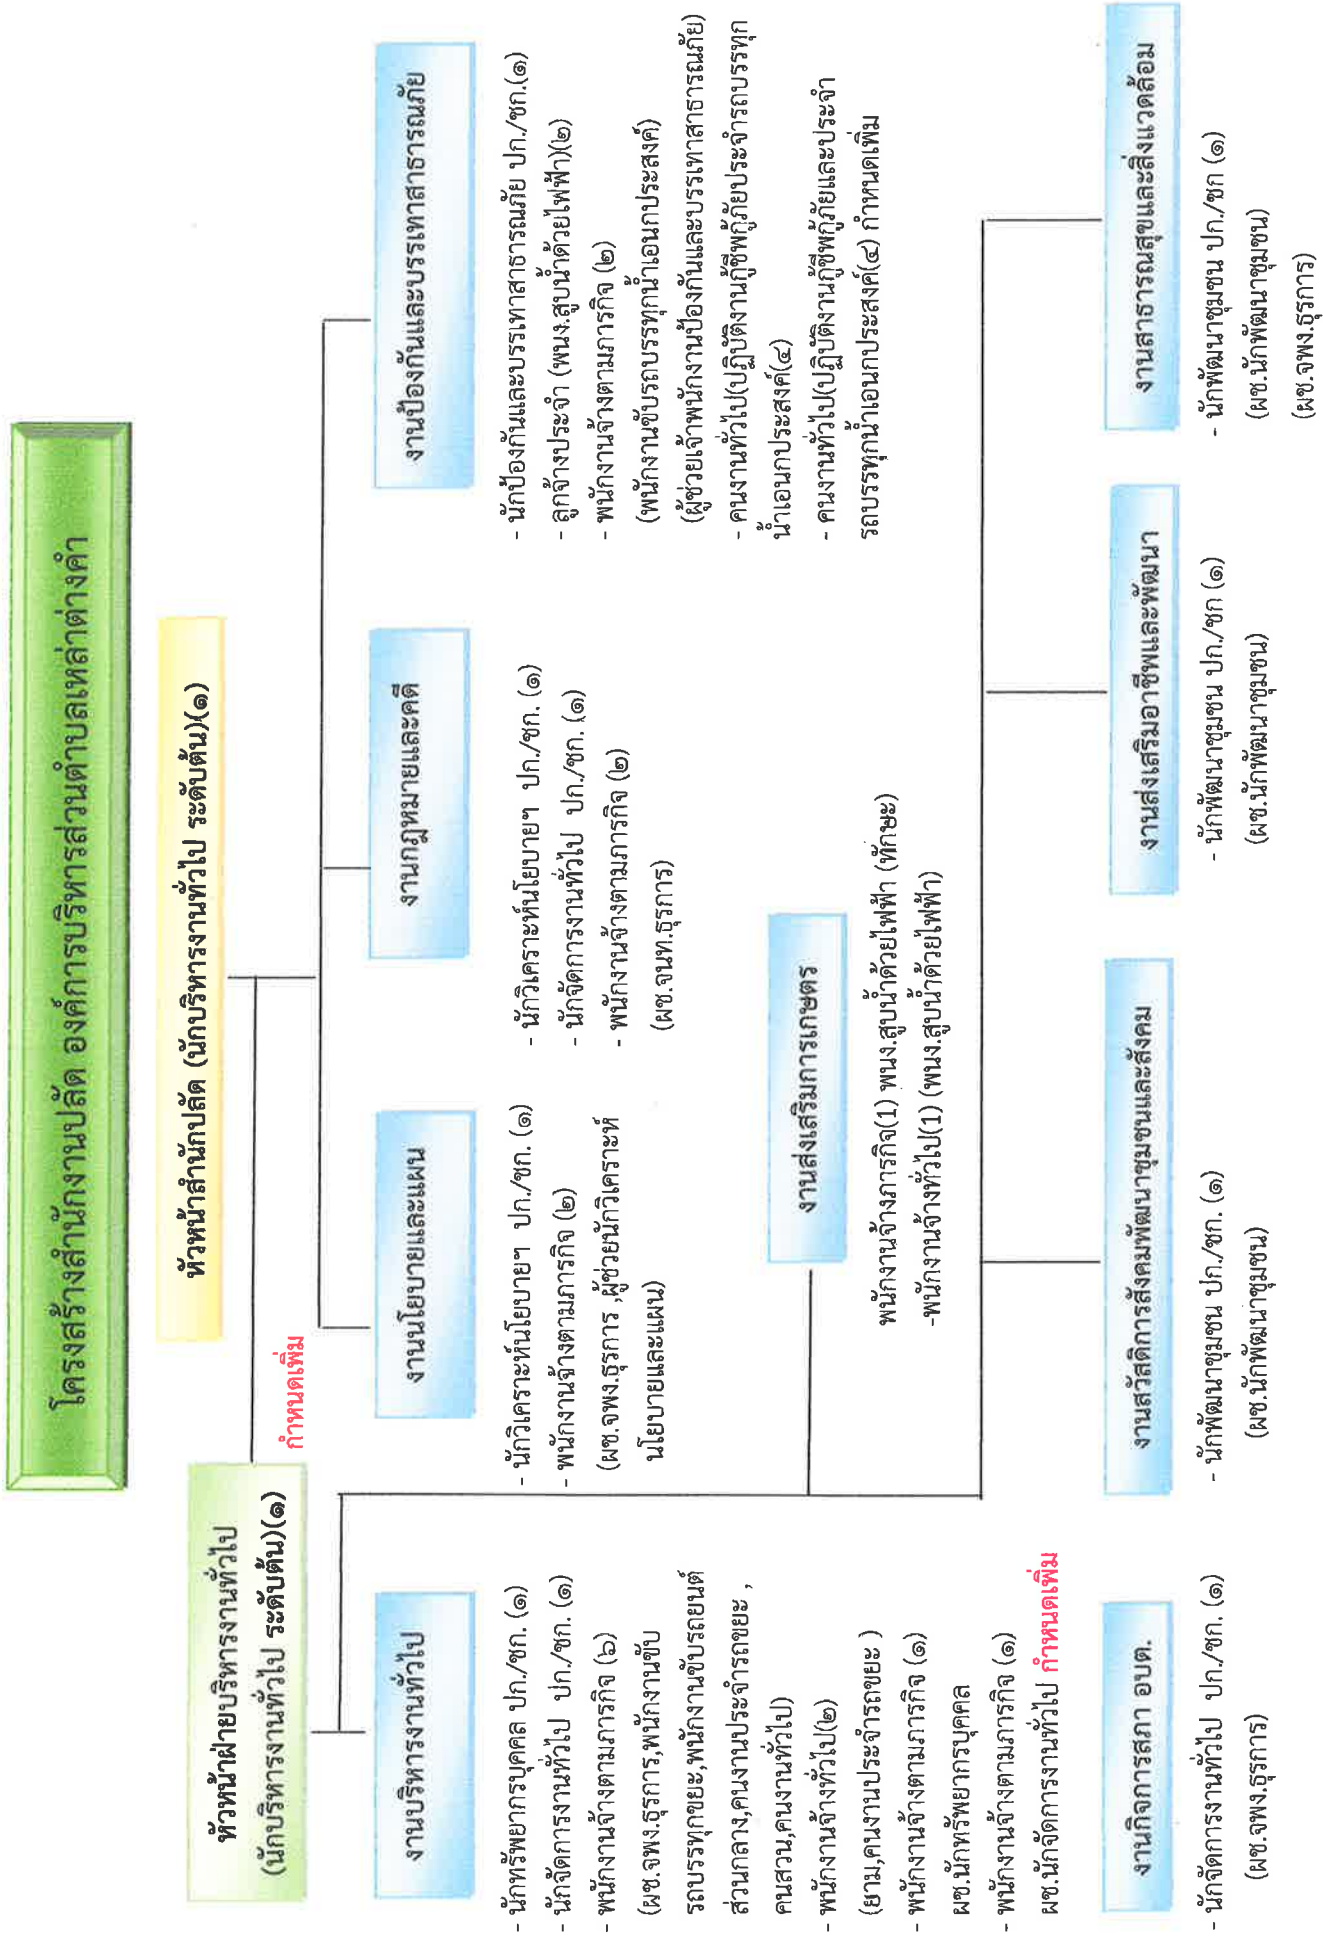 โครงสร้างสำนักงานปลัด องค์การบริหารส่วนตำบลเหล่าต่างคำ
หัวหน้าสำนักปลัด (นักบริหารงานทั่วไป ระดับต้น)(๑)
หัวหน้าฝ่ายบริหารงานทั่วไป
(นักบริหารงานทั่วไป ระดับต้น)(๑)
กำหนดเพิ่ม
งานบริหารงานทั่วไป
- นักทรัพยากรบุคคล ปก./ชก. (๑)
- นักจัดการงานทั่วไป ปก./ชก. (๑)
- พนักงานจ้างตามภารกิจ (๖)
(ผช.จพง.ธุรการ,พนักงานขับ
รถบรรทุกขยะ,พนักงานขับรถยนต์
ส่วนกลาง,คนงานประจำรถขยะ ,
คนสวน,คนงานทั่วไป)
- พนักงานจ้างทั่วไป(๒)
(ยาม,คนงานประจำรถขยะ )
- พนักงานจ้างตามภารกิจ (๑)
ผช.นักทรัพยากรบุคคล
- พนักงานจ้างตามภารกิจ (๑)
ผช.นักจัดการงานทั่วไป กำหนดเพิ่ม
งานนโยบายและแผน
- นักวิเคราะห์นโยบายฯ ปก./ชก. (๑)
- พนักงานจ้างตามภารกิจ (๒)
(ผช.จพง.ธุรการ ,ผู้ช่วยนักวิเคราะห์
นโยบายและแผน)
งานกฎหมายและคดี
- นักวิเคราะห์นโยบายฯ ปก./ชก. (๑)
- นักจัดการงานทั่วไป ปก./ชก. (๑)
- พนักงานจ้างตามภารกิจ (๒)
(ผช.จนท.ธุรการ)
งานป้องกันและบรรเทาสาธารณภัย
- นักป้องกันและบรรเทาสาธารณภัย ปก./ชก.(๑)
- ลูกจ้างประจำ (พนง.สูบน้ำด้วยไฟฟ้า)(๒)
- พนักงานจ้างตามภารกิจ (๒)
(พนักงานขับรถบรรทุกน้ำเอนกประสงค์)
(ผู้ช่วยเจ้าพนักงานป้องกันและบรรเทาสาธารณภัย)
- คนงานทั่วไป(ปฏิบัติงานกู้ชีพกู้ภัยประจำรถบรรทุก
น้ำเอนกประสงค์(๔)
- คนงานทั่วไป(ปฏิบัติงานกู้ชีพกู้ภัยและประจำ
รถบรรทุกน้ำเอนกประสงค์(๔) กำหนดเพิ่ม
งานส่งเสริมการเกษตร
พนักงานจ้างภารกิจ(1) พนง.สูบน้ำด้วยไฟฟ้า (ทักษะ)
-พนักงานจ้างทั่วไป(1) (พนง.สูบน้ำด้วยไฟฟ้า)
งานกิจการสภา อบต.
- นักจัดการงานทั่วไป ปก./ชก. (๑)
(ผช.จพง.ธุรการ)
งานสวัสดิการสังคมพัฒนาชุมชนและสังคม
- นักพัฒนาชุมชน ปก./ชก. (๑)
(ผช.นักพัฒนาชุมชน)
งานส่งเสริมอาชีพและพัฒนา
- นักพัฒนาชุมชน ปก./ชก (๑)
(ผช.นักพัฒนาชุมชน)
งานสาธารณสุขและสิ่งแวดล้อม
- นักพัฒนาชุมชน ปก./ชก (๑)
(ผช.นักพัฒนาชุมชน)
(ผช.จพง.ธุรการ)